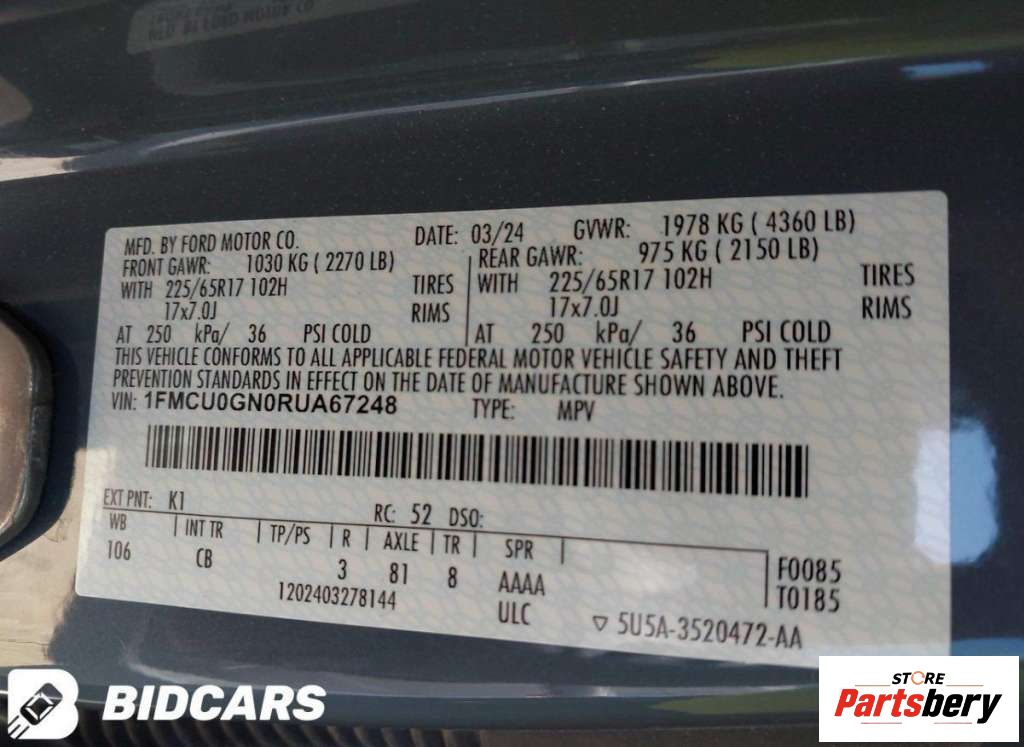 MFD. BY FORD MOTOR CO.
DATE: 03/24 GVWR: 1978 KG ( 4360 LB)
FRONT GAWR: 1030 KG ( 2270 LB)
WITH 225/65R17 102H TIRES
17x7.0J RIMS
AT 250 kPa/ 36 PSI COLD
REAR GAWR: 975 KG ( 2150 LB)
WITH 225/65R17 102H TIRES
17x7.0J RIMS
AT 250 kPa/ 36 PSI COLD
THIS VEHICLE CONFORMS TO ALL APPLICABLE FEDERAL MOTOR VEHICLE SAFETY AND THEFT
PREVENTION STANDARDS IN EFFECT ON THE DATE OF MANUFACTURE SHOWN ABOVE.
VIN: 1FMCU0GN0RUA67248 TYPE: MPV
EXT PNT: K1 RC: 52 DSO:
WB INT TR TP/PS R AXLE TR SPR
106 CB 3 81 8 AAAA
F0085
T0185
1202403278144 ULC
5U5A-3520472-AA
BIDCARS
STORE
Partsbery